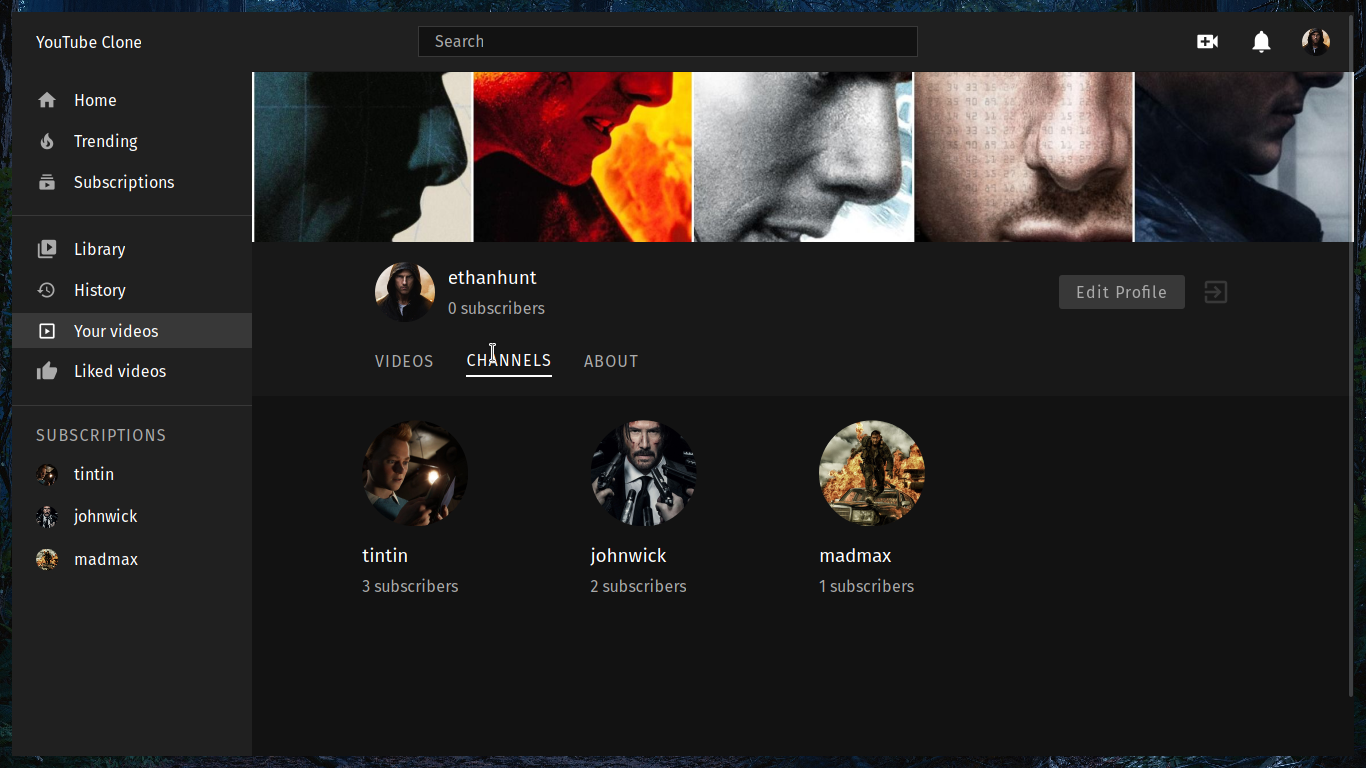 YouTube Clone
Search
Home
Trending
Subscriptions
Library
History
Your videos
Liked videos
SUBSCRIPTIONS
tintin
johnwick
madmax
ethanhunt
0 subscribers
Edit Profile
VIDEOS CHANNELS ABOUT
tintin johnwick madmax
3 subscribers 2 subscribers 1 subscribers